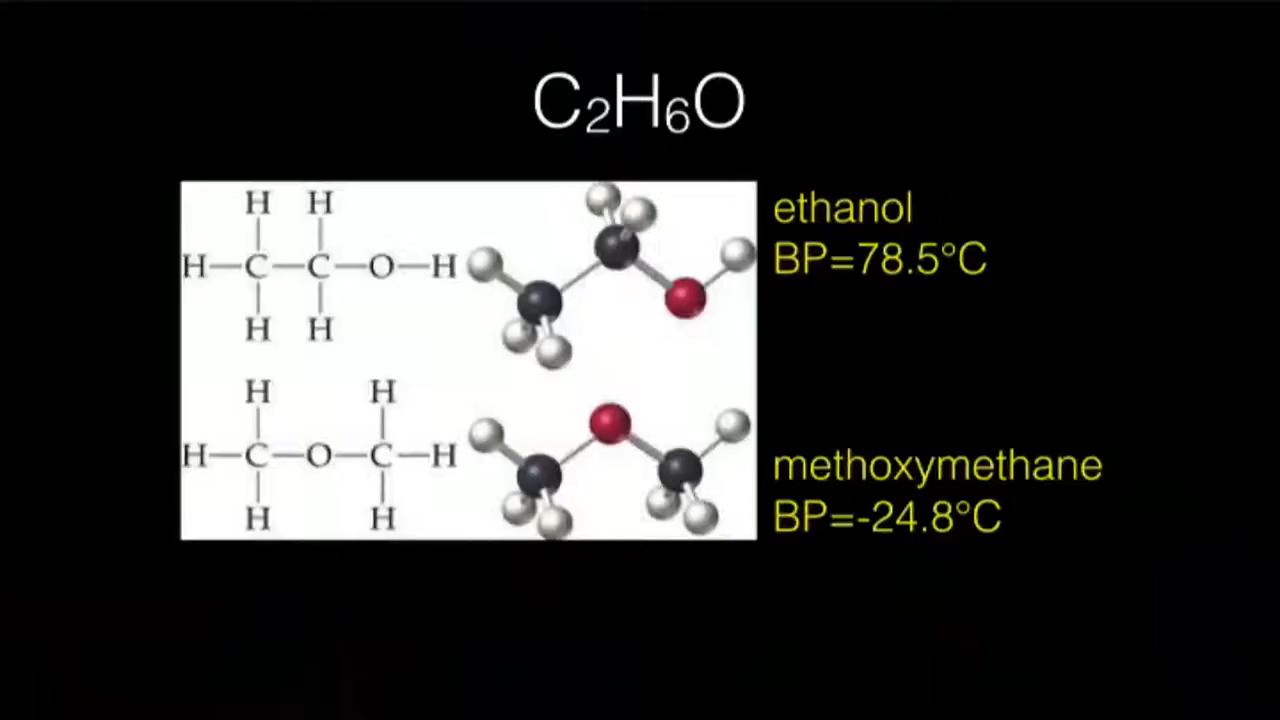 C₂H₆O
H H
H—C—C—O—H
H H
ethanol
BP=78.5°C
H H
H—C—O—C—H
H H
methoxymethane
BP=-24.8°C